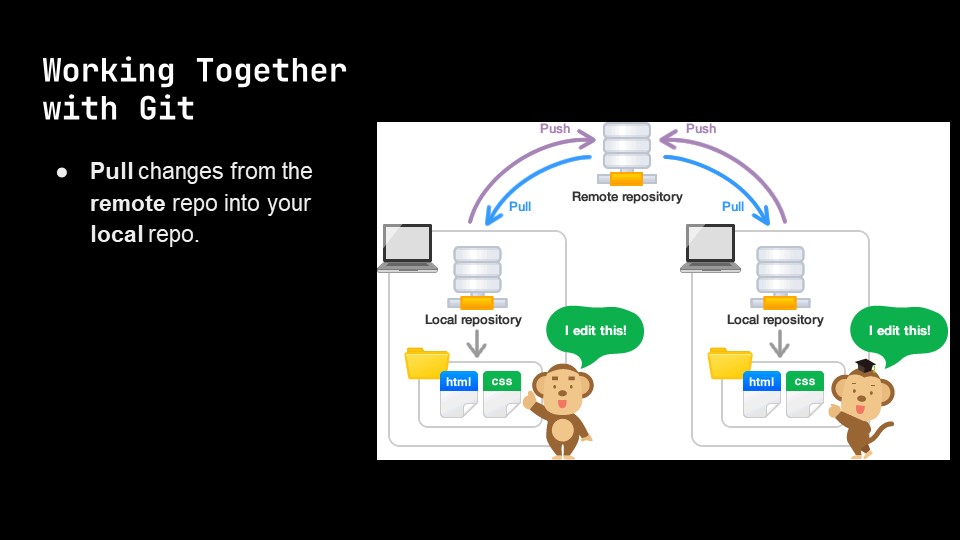 Working Together
with Git
● Pull changes from the
remote repo into your
local repo.
Push
Push
Remote repository
Pull
Pull
Local repository
Local repository
I edit this!
I edit this!
html
css
html
css